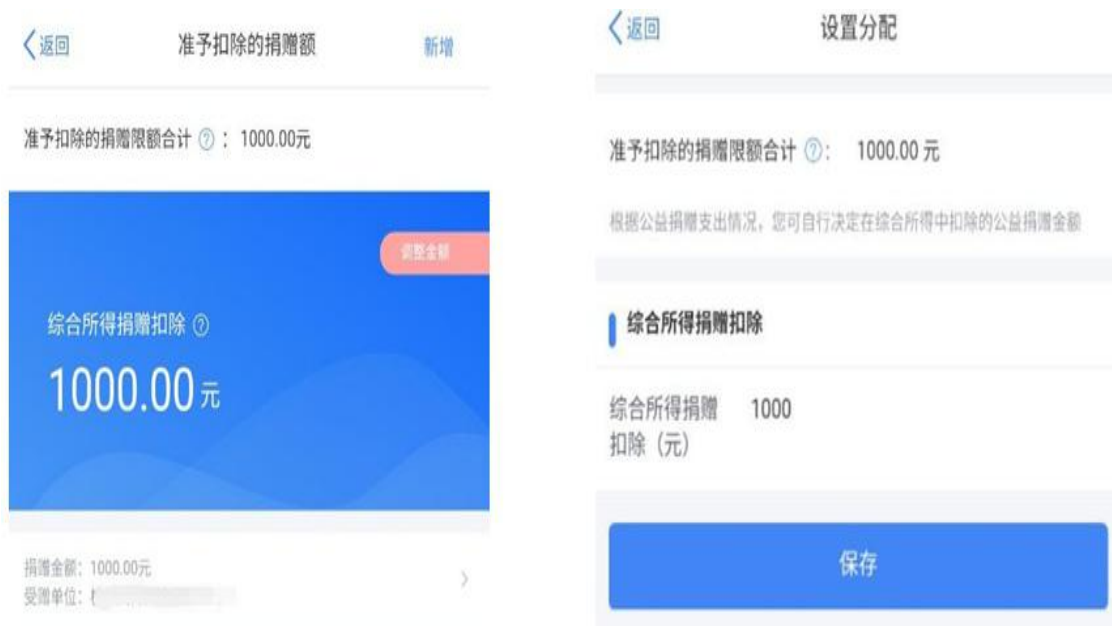 返回
准予扣除的捐赠额
新增
准予扣除的捐赠限额合计 ? ： 1000.00元
调整金额
综合所得捐赠扣除 ?
1000.00 元
捐赠金额：1000.00元
受赠单位：
返回
设置分配
准予扣除的捐赠限额合计 ?： 1000.00 元
根据公益捐赠支出情况，您可自行决定在综合所得中扣除的公益捐赠金额
综合所得捐赠扣除
综合所得捐赠 1000
扣除（元）
保存